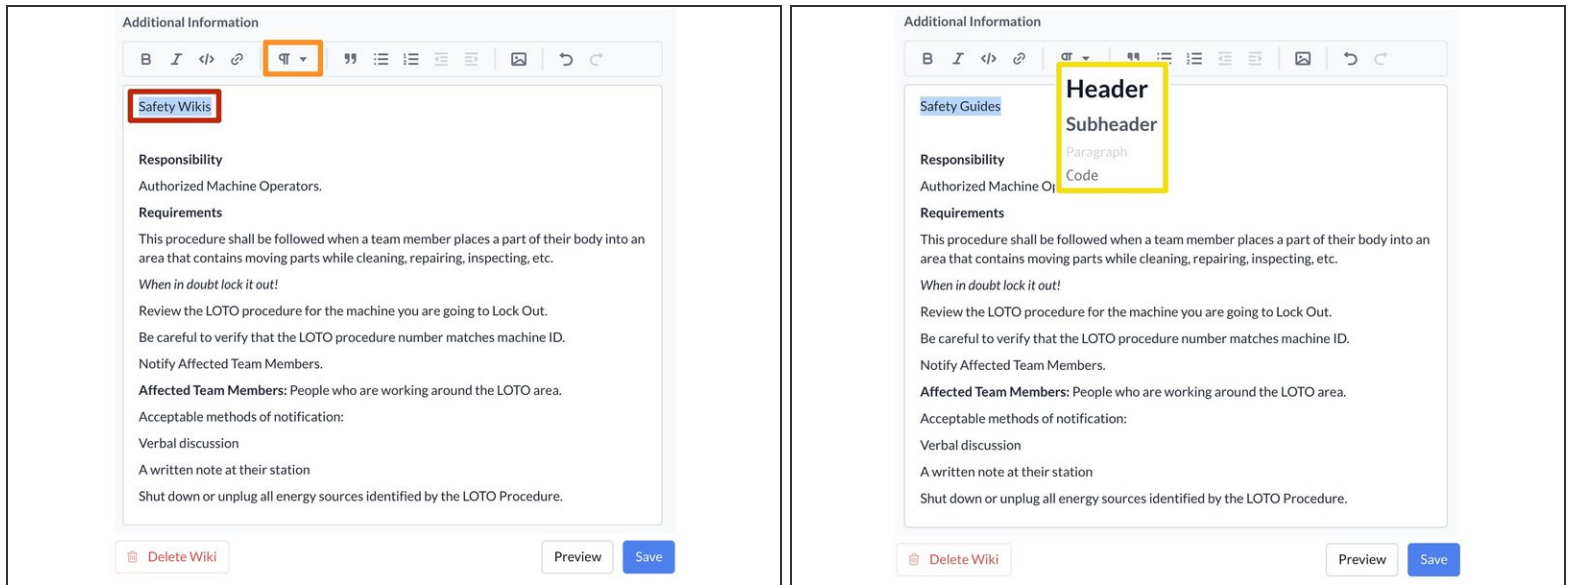 Additional Information
B I </> ¶
Safety Wikis
Responsibility
Authorized Machine Operators.
Requirements
This procedure shall be followed when a team member places a part of their body into an
area that contains moving parts while cleaning, repairing, inspecting, etc.
When in doubt lock it out!
Review the LOTO procedure for the machine you are going to Lock Out.
Be careful to verify that the LOTO procedure number matches machine ID.
Notify Affected Team Members.
Affected Team Members: People who are working around the LOTO area.
Acceptable methods of notification:
Verbal discussion
A written note at their station
Shut down or unplug all energy sources identified by the LOTO Procedure.
Delete Wiki
Preview
Save
Additional Information
B I </> ¶
Header
Subheader
Paragraph
Code
Safety Guides
Responsibility
Authorized Machine Op
Requirements
This procedure shall be followed when a team member places a part of their body into an
area that contains moving parts while cleaning, repairing, inspecting, etc.
When in doubt lock it out!
Review the LOTO procedure for the machine you are going to Lock Out.
Be careful to verify that the LOTO procedure number matches machine ID.
Notify Affected Team Members.
Affected Team Members: People who are working around the LOTO area.
Acceptable methods of notification:
Verbal discussion
A written note at their station
Shut down or unplug all energy sources identified by the LOTO Procedure.
Delete Wiki
Preview
Save